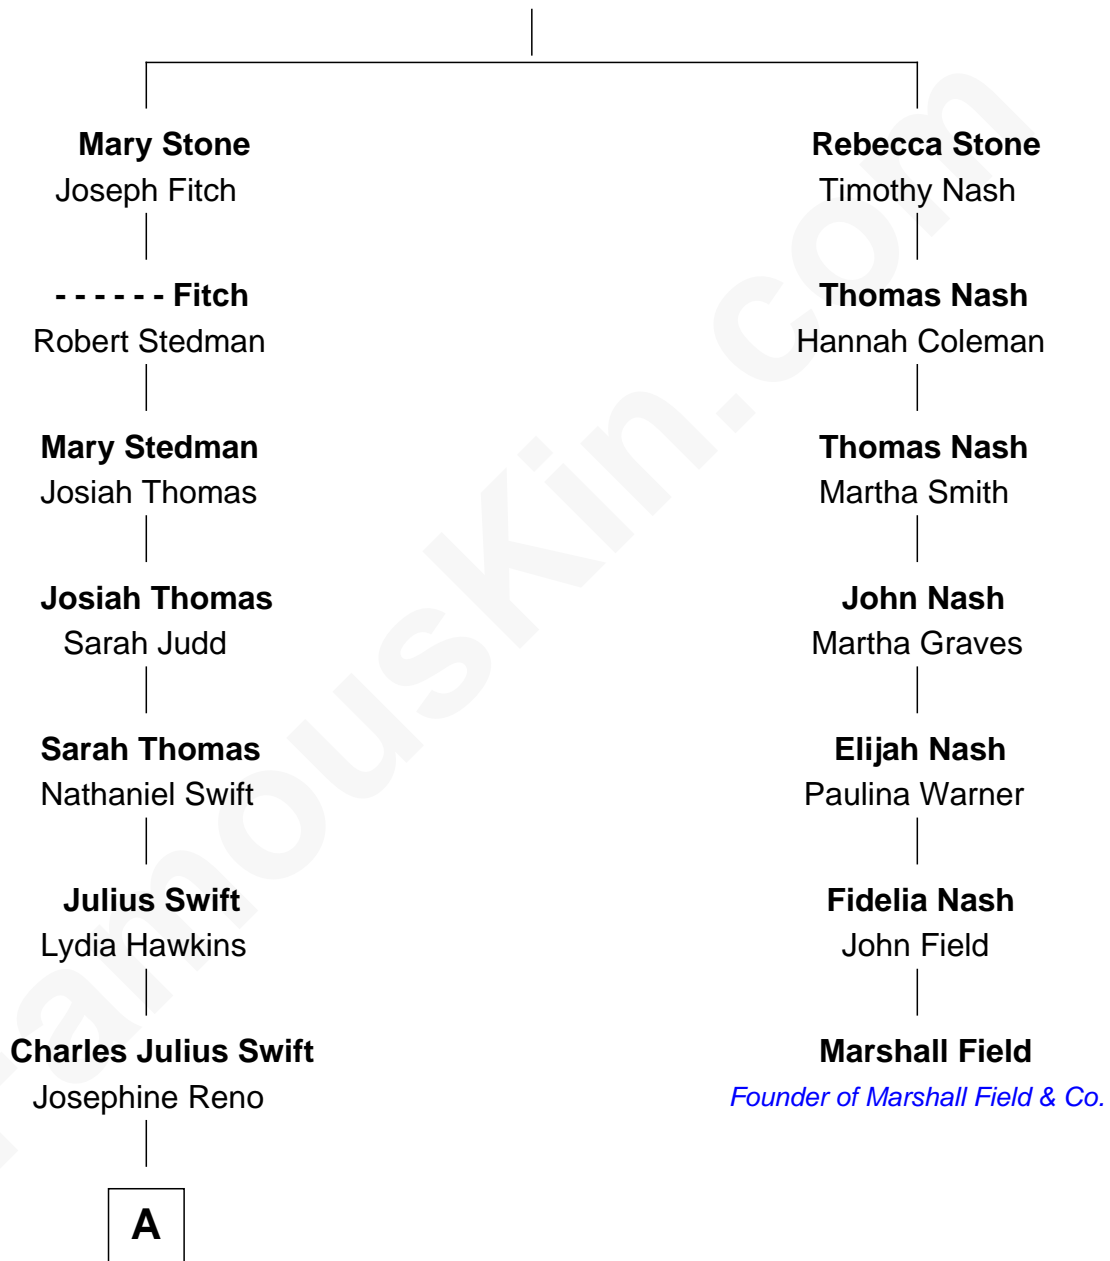 Mary Stone
Joseph Fitch
- - - - - - Fitch
Robert Stedman
Mary Stedman
Josiah Thomas
Josiah Thomas
Sarah Judd
Sarah Thomas
Nathaniel Swift
Julius Swift
Lydia Hawkins
Charles Julius Swift
Josephine Reno
A
Rebecca Stone
Timothy Nash
Thomas Nash
Hannah Coleman
Thomas Nash
Martha Smith
John Nash
Martha Graves
Elijah Nash
Paulina Warner
Fidelia Nash
John Field
Marshall Field
Founder of Marshall Field & Co.
FamousKin.com